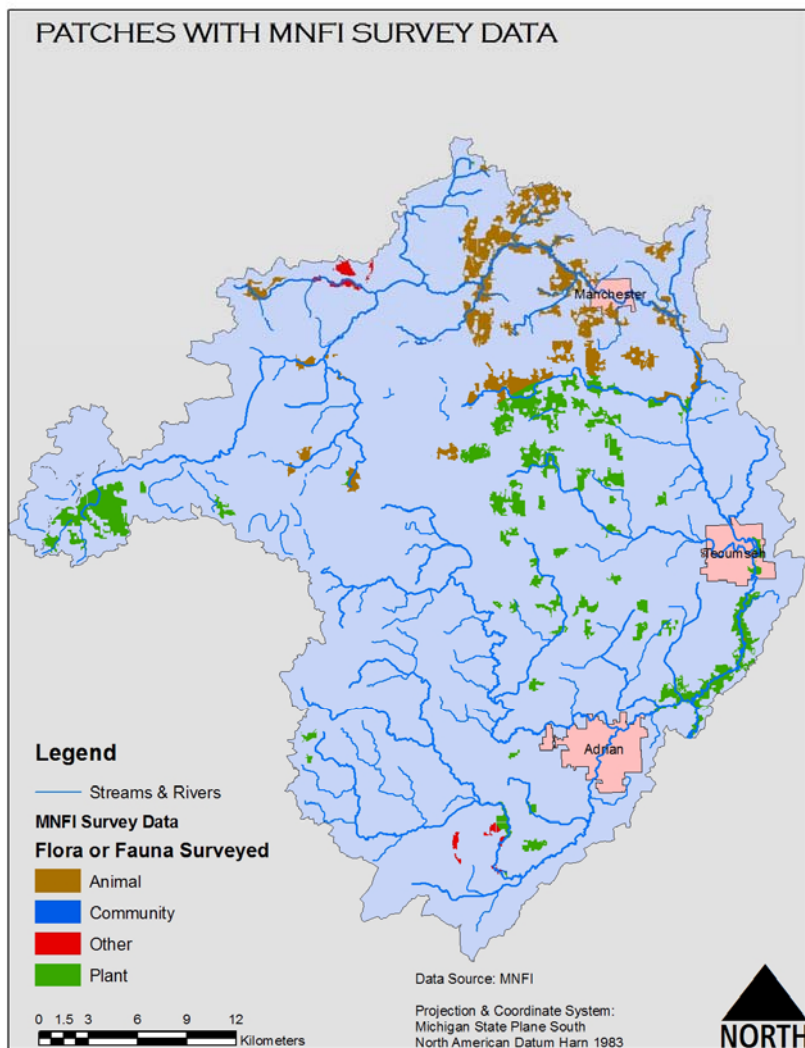 PATCHES WITH MNFI SURVEY DATA
Manchester
Tecumseh
Adrian
Legend
Streams & Rivers
MNFI Survey Data
Flora or Fauna Surveyed
Animal
Community
Other
Plant
0 1.5 3 6 9 12
Kilometers
Data Source: MNFI
Projection & Coordinate System:
Michigan State Plane South
North American Datum Harn 1983
NORTH